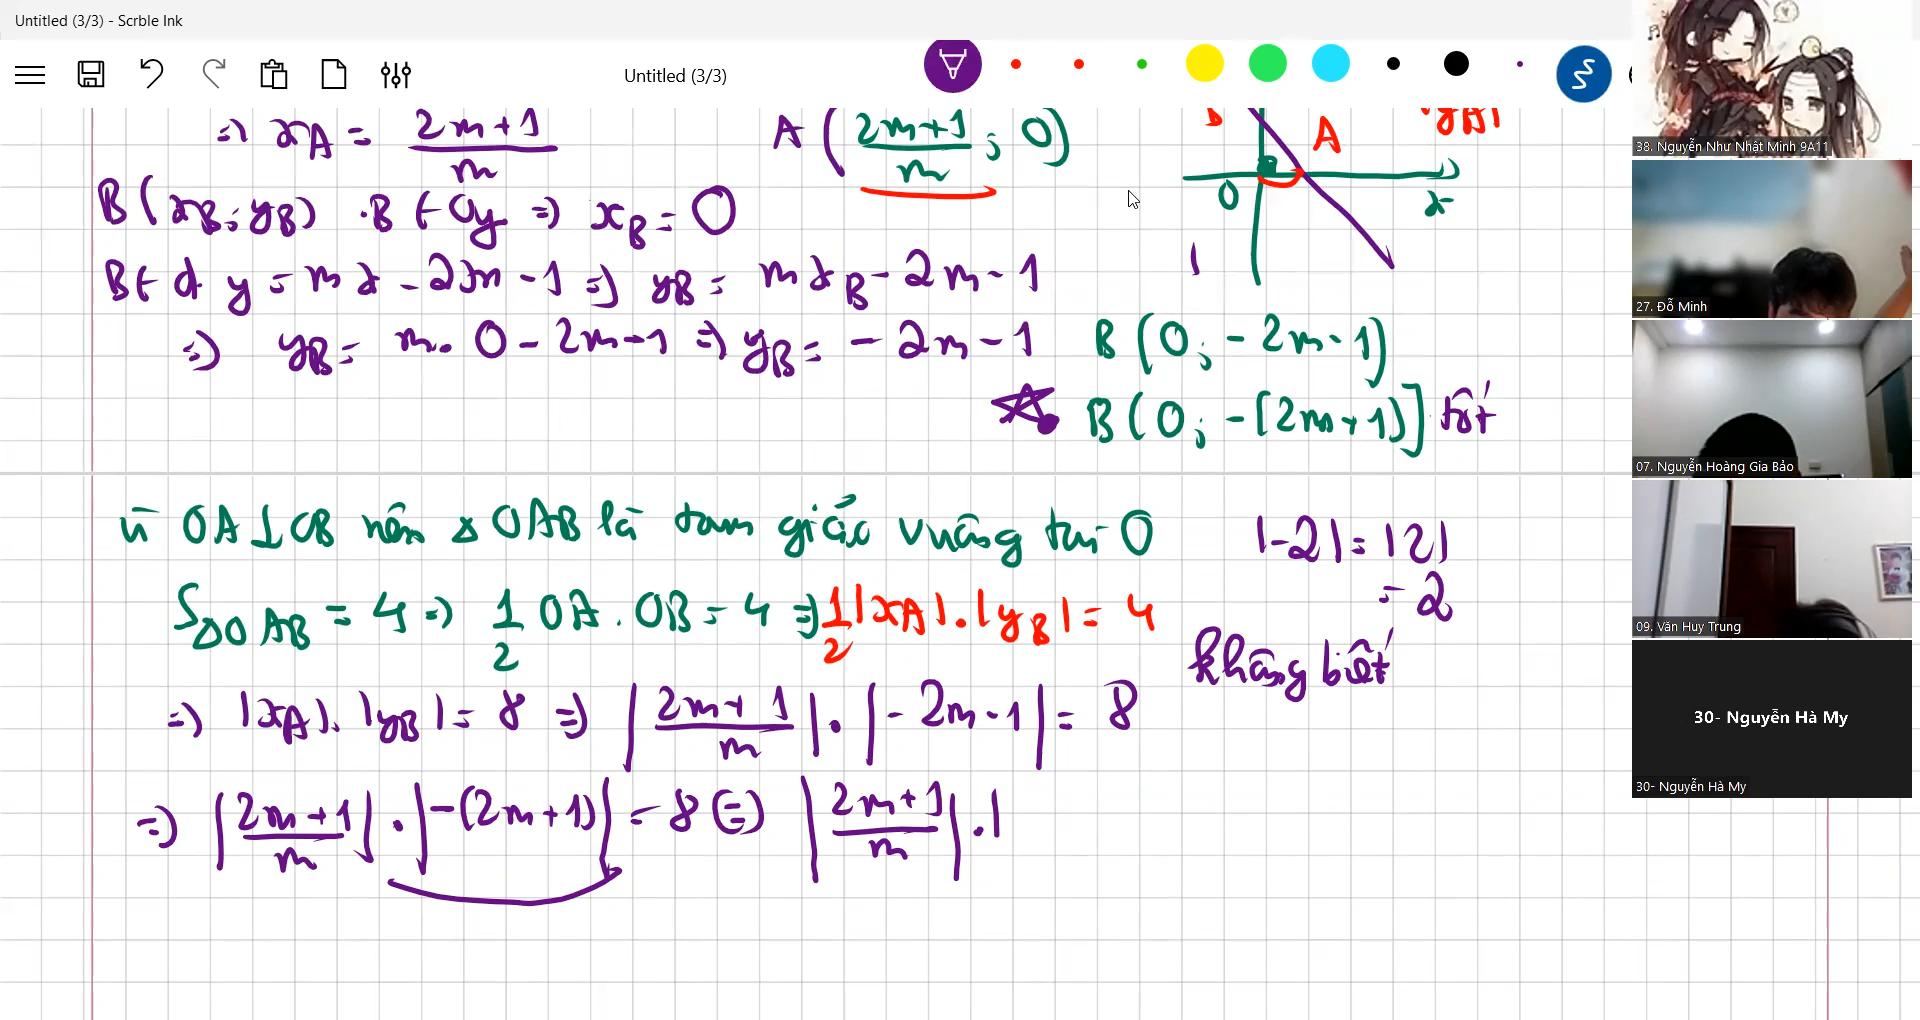 Untitled (3/3) - Scrble Ink
Untitled (3/3)
=> xA = (2m+1)/m
A ((2m+1)/m ; 0)
A
O
x
B(xB; yB) . B ∈ Oy => xB = 0
B ∈ d y = mx - 2m - 1 => yB = mxB - 2m - 1
=> yB = m. 0 - 2m - 1 => yB = - 2m - 1
B (0; - 2m - 1)
B (0; - [2m+1)] tốt
vì OA ⊥ OB nên Δ OAB là tam giác vuông tại O
SΔOAB = 4 => 1/2 OA . OB = 4 => 1/2 |xA| . |yB| = 4
=> |xA|. |yB| = 8 => |(2m+1)/m| . |- 2m - 1| = 8
=> |(2m+1)/m| . |-(2m+1)| = 8 (=) |(2m+1)/m| . |
|-2| = |2|
= 2
không biết
38. Nguyễn Như Nhật Minh 9A11
27. Đỗ Minh
07. Nguyễn Hoàng Gia Bảo
09. Văn Huy Trung
30- Nguyễn Hà My
30- Nguyễn Hà My